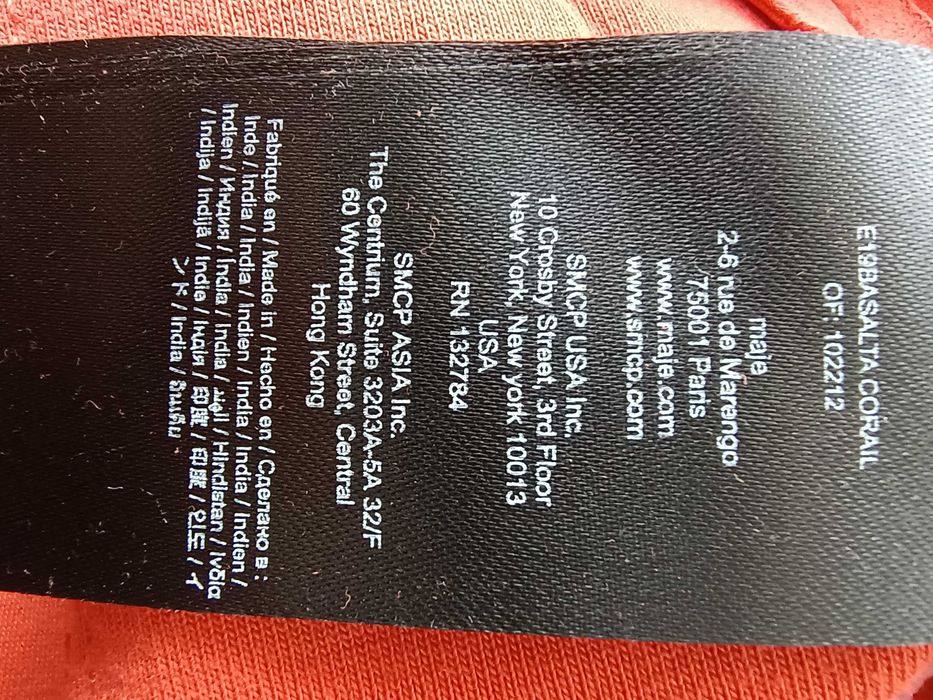 E19BASALTA CORAIL
OF: 102212
maje
2-6 rue de Marengo
75001 Paris
www.maje.com
www.smcp.com
SMCP USA Inc.
10 Crosby Street, 3rd Floor
New York, New york 10013
USA
RN 132784
SMCP ASIA Inc.
The Centrium, Suite 3203A-5A 32/F
60 Wyndham Street, Central
Hong Kong
Fabriqué en / Made in / Hecho en / Сделано в :
Inde / India / India / Indien / India / India / Indien /
Indien / Индия / Índia / India / الهند / Hindistan / Ινδία
/ Indija / Indijā / Indie / Індія / 印度 / 印度 / 인도 / イ
ンド / India / อินเดีย